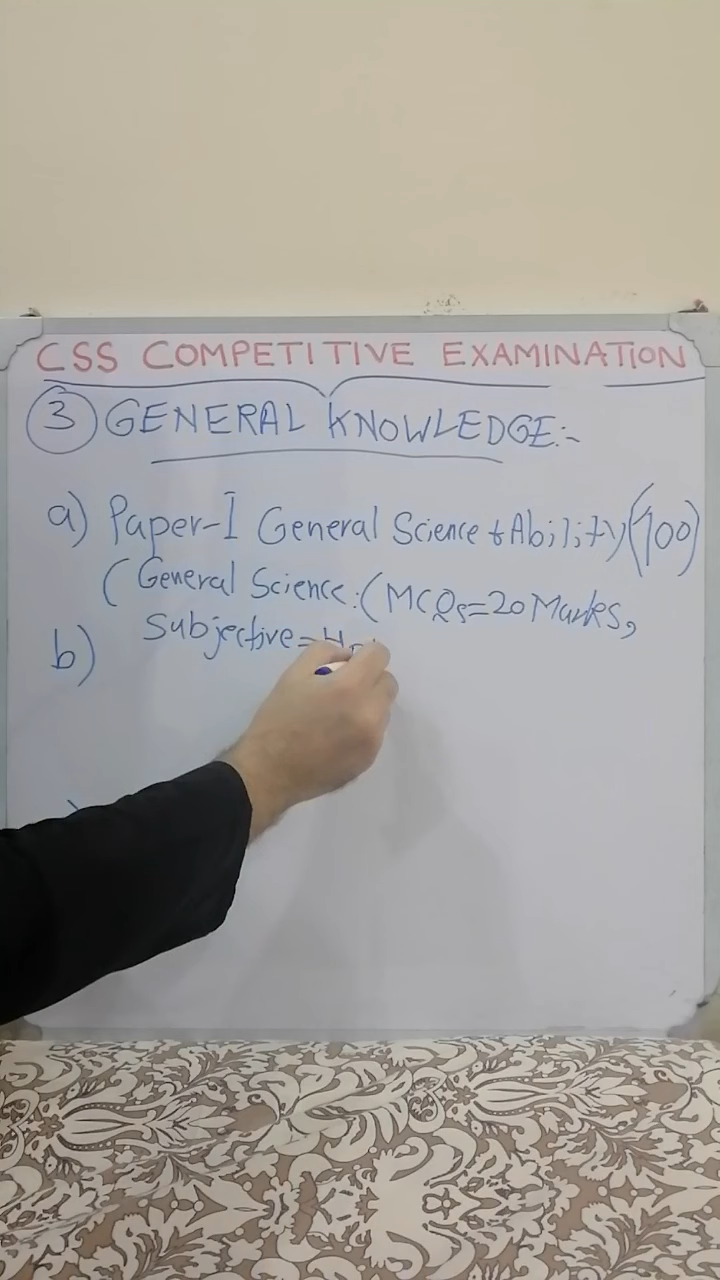 CSS COMPETITIVE EXAMINATION
3 GENERAL KNOWLEDGE:-
a) Paper-I General Science & Ability (100)
(General Science: (MCQs=20 Marks,
Subjective=
b)